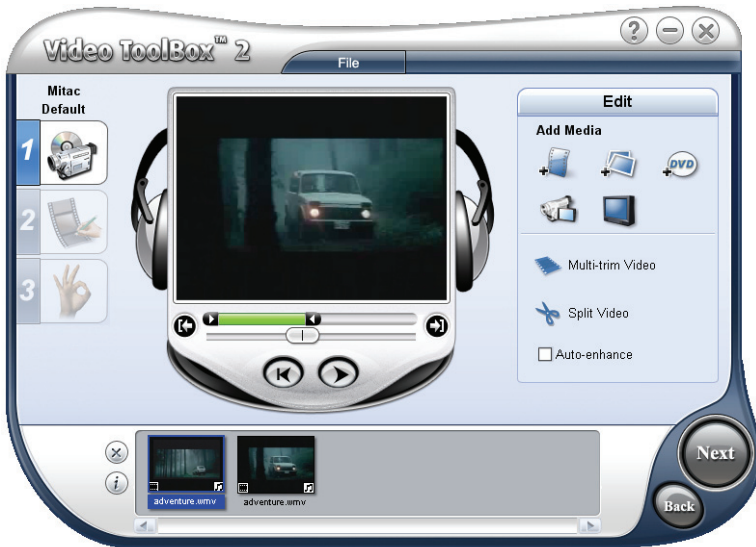 Video ToolBox™ 2
File
Mitac
Default
1
2
3
Edit
Add Media
DVD
Multi-trim Video
Split Video
Auto-enhance
adventure.wmv
adventure.wmv
Next
Back